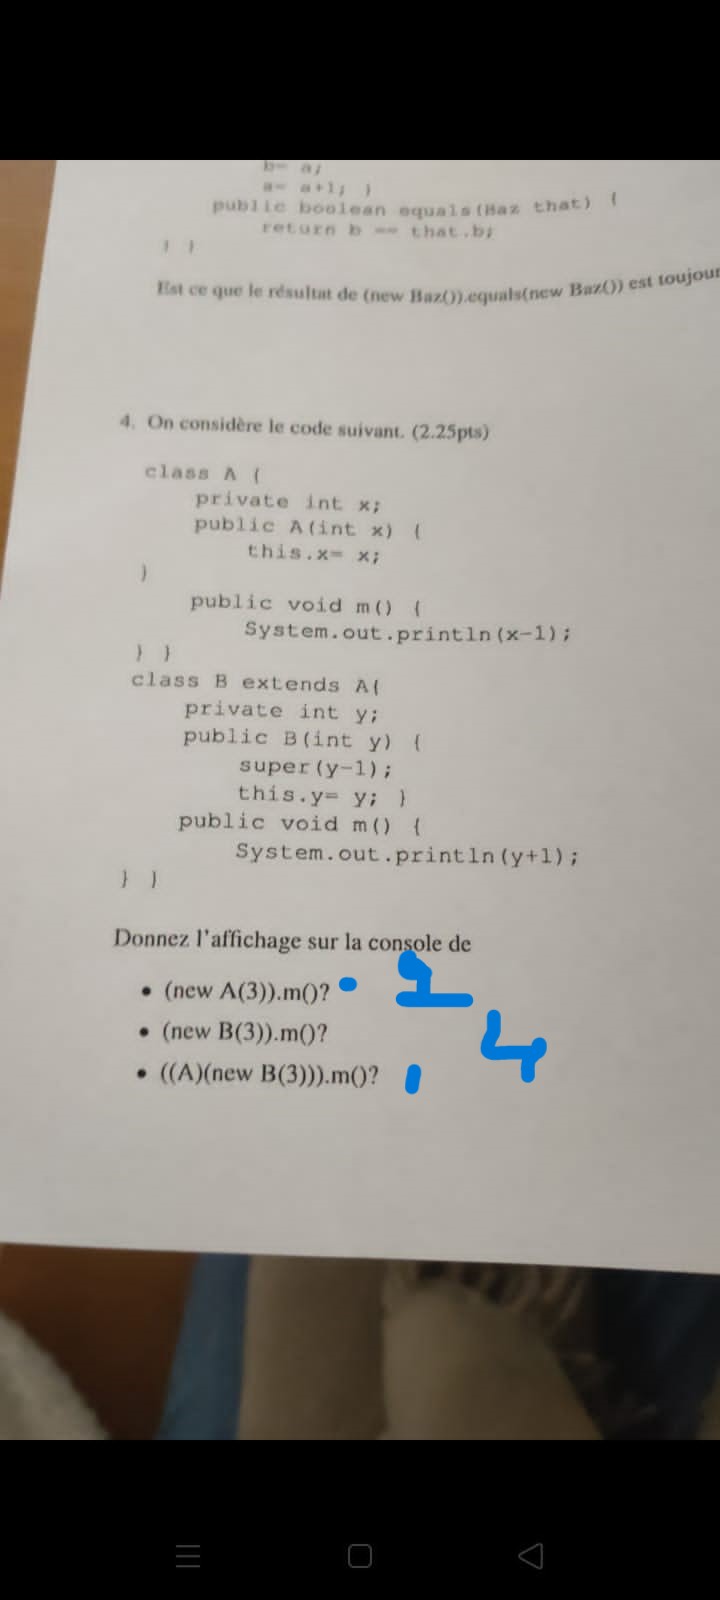 b= a;
a= a+1; }
public boolean equals(Baz that) {
return b == that.b;
} }
Est ce que le résultat de (new Baz()).equals(new Baz()) est toujour
4. On considère le code suivant. (2.25pts)
class A {
private int x;
public A(int x) {
this.x= x;
}
public void m() {
System.out.println(x-1);
} }
class B extends A{
private int y;
public B(int y) {
super(y-1);
this.y= y; }
public void m() {
System.out.println(y+1);
} }
Donnez l'affichage sur la console de
• (new A(3)).m()?
• (new B(3)).m()? 4
• ((A)(new B(3))).m()?